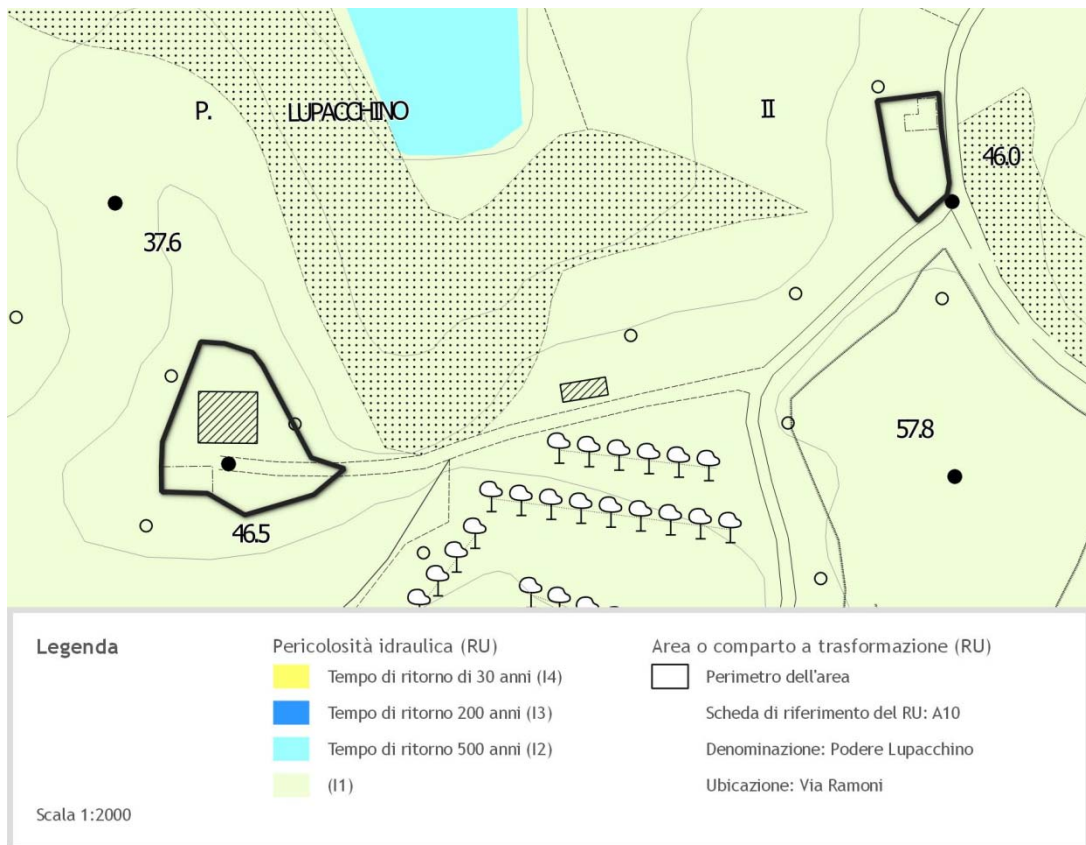 P. LUPACCHINO II
46.0
37.6
57.8
46.5
Legenda
Pericolosità idraulica (RU)
Tempo di ritorno di 30 anni (I4)
Tempo di ritorno 200 anni (I3)
Tempo di ritorno 500 anni (I2)
(I1)
Area o comparto a trasformazione (RU)
Perimetro dell'area
Scheda di riferimento del RU: A10
Denominazione: Podere Lupacchino
Ubicazione: Via Ramoni
Scala 1:2000